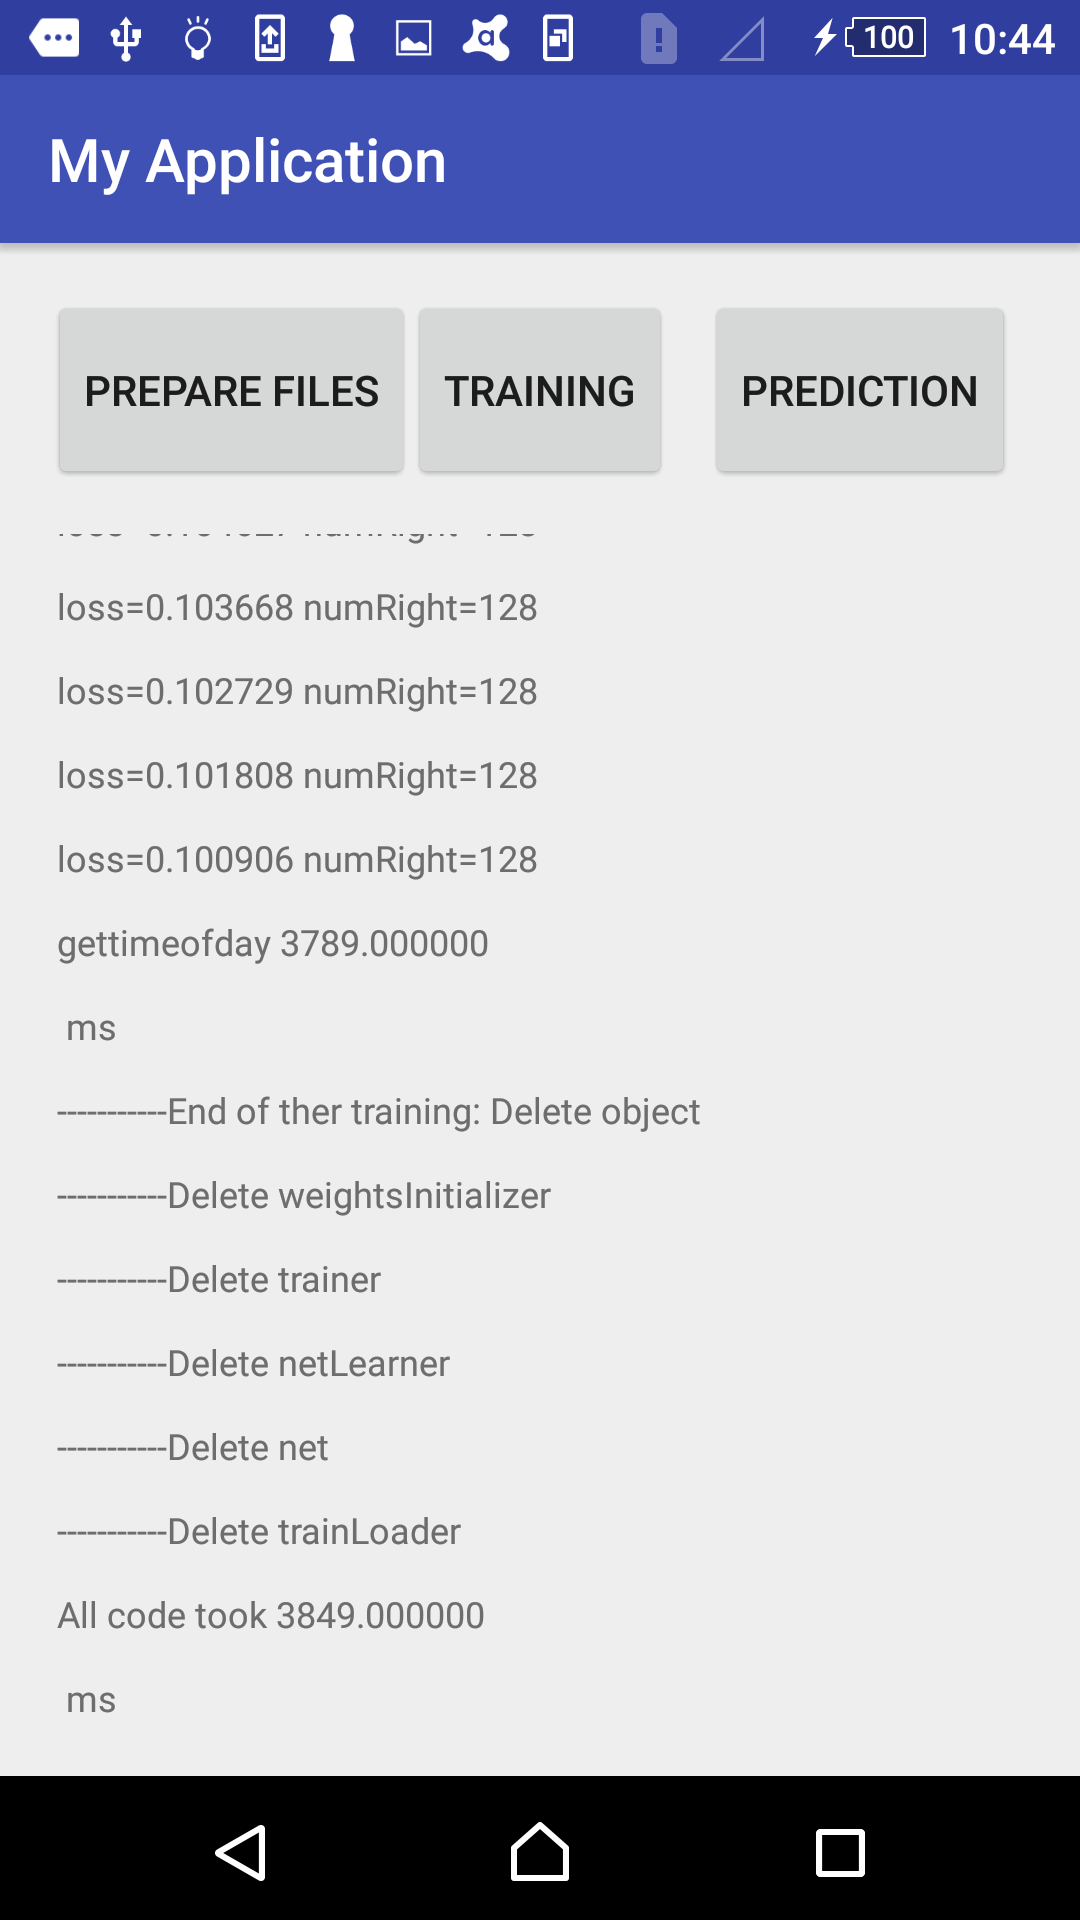 100 10:44
My Application
PREPARE FILES TRAINING PREDICTION
loss=0.103668 numRight=128
loss=0.102729 numRight=128
loss=0.101808 numRight=128
loss=0.100906 numRight=128
gettimeofday 3789.000000
ms
-----------End of ther training: Delete object
-----------Delete weightsInitializer
-----------Delete trainer
-----------Delete netLearner
-----------Delete net
-----------Delete trainLoader
All code took 3849.000000
ms